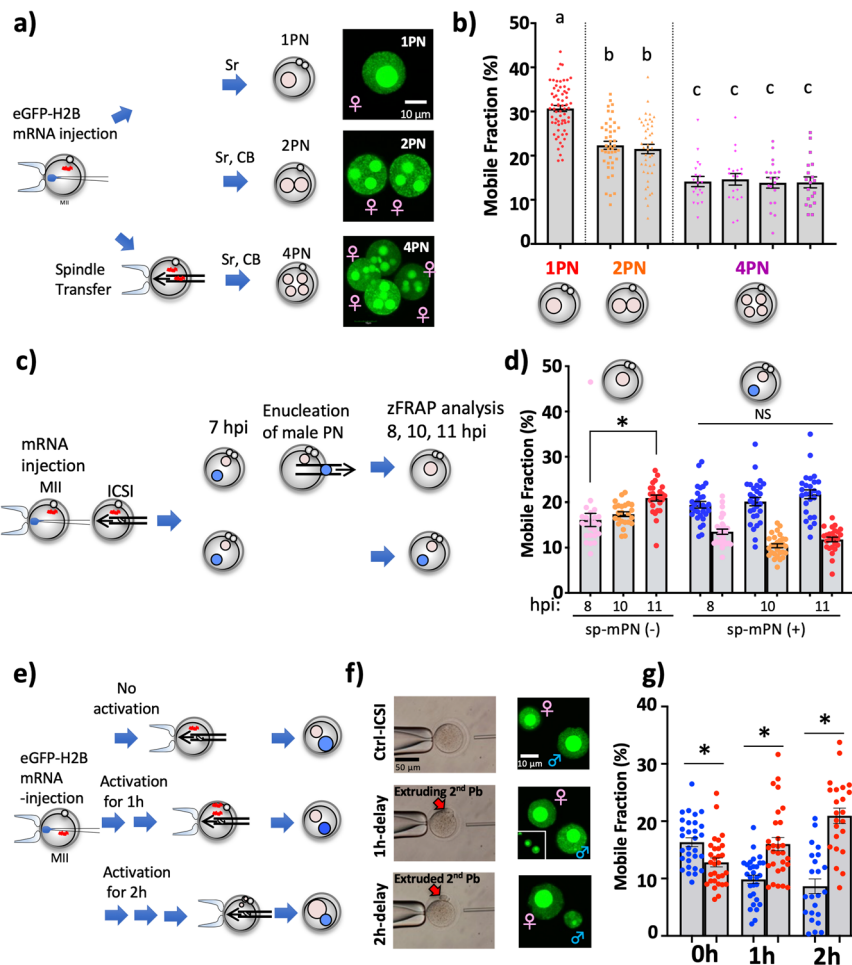 a)
eGFP-H2B
mRNA injection
MII
Sr
1PN
1PN
♀
10 µm
Sr, CB
2PN
2PN
♀ ♀
Spindle
Transfer
Sr, CB
4PN
4PN
♀ ♀
♀ ♀
b)
Mobile Fraction (%)
50
40
30
20
10
0
a
b b
c c c c
1PN 2PN 4PN
c)
mRNA
injection
MII
ICSI
7 hpi
Enucleation
of male PN
zFRAP analysis
8, 10, 11 hpi
d)
Mobile Fraction (%)
50
40
30
20
10
0
*
NS
hpi: 8 10 11 8 10 11
sp-mPN (-) sp-mPN (+)
e)
No
activation
eGFP-H2B
mRNA
-injection
MII
Activation
for 1h
Activation
for 2h
f)
Ctrl-ICSI
50 µm
♀
10 µm
♂
1h-delay
Extruding 2nd Pb
♀
♂
2h-delay
Extruded 2nd Pb
♀
♂
g)
Mobile Fraction (%)
40
30
20
10
0
* * *
0h 1h 2h